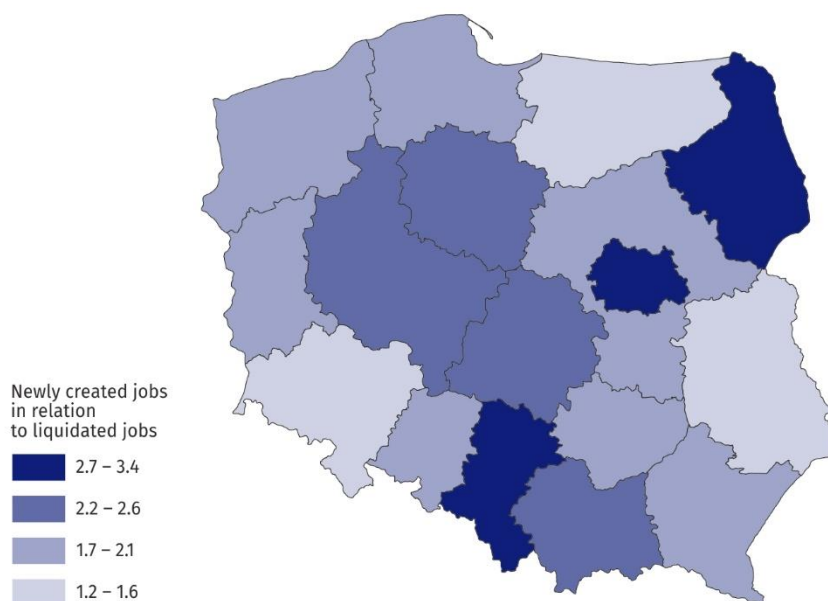 Newly created jobs
in relation
to liquidated jobs
2.7 – 3.4
2.2 – 2.6
1.7 – 2.1
1.2 – 1.6